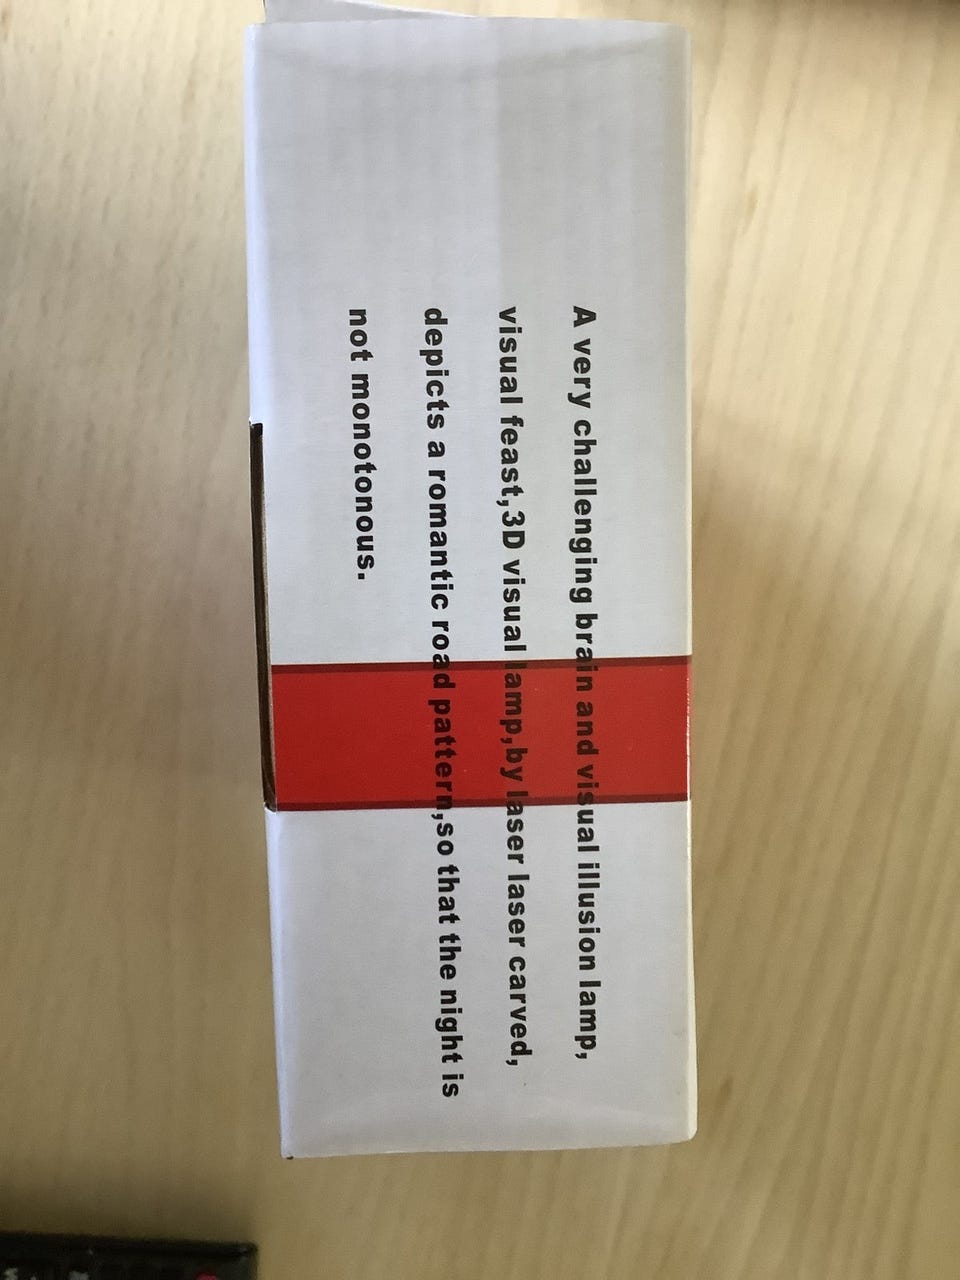 A very challenging brain and visual illusion lamp,
visual feast,3D visual lamp,by laser laser carved,
depicts a romantic road pattern,so that the night is
not monotonous.